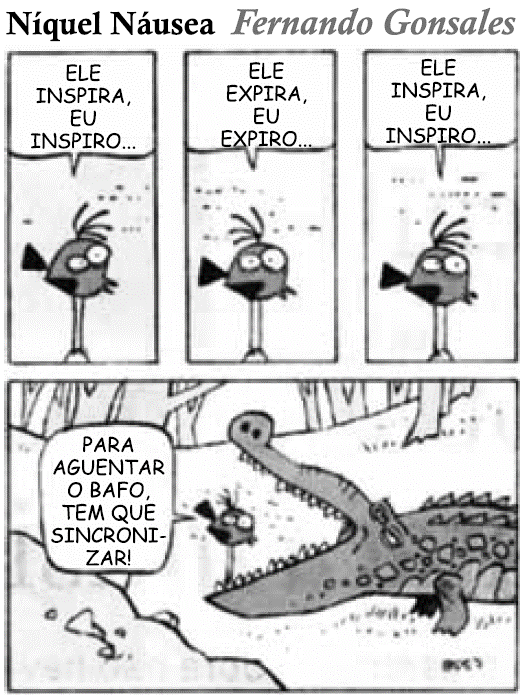 Níquel Náusea Fernando Gonsales
ELE
INSPIRA,
EU
INSPIRO...
ELE
EXPIRA,
EU
EXPIRO...
ELE
INSPIRA,
EU
INSPIRO...
PARA
AGUENTAR
O BAFO,
TEM QUE
SINCRONI-
ZAR!